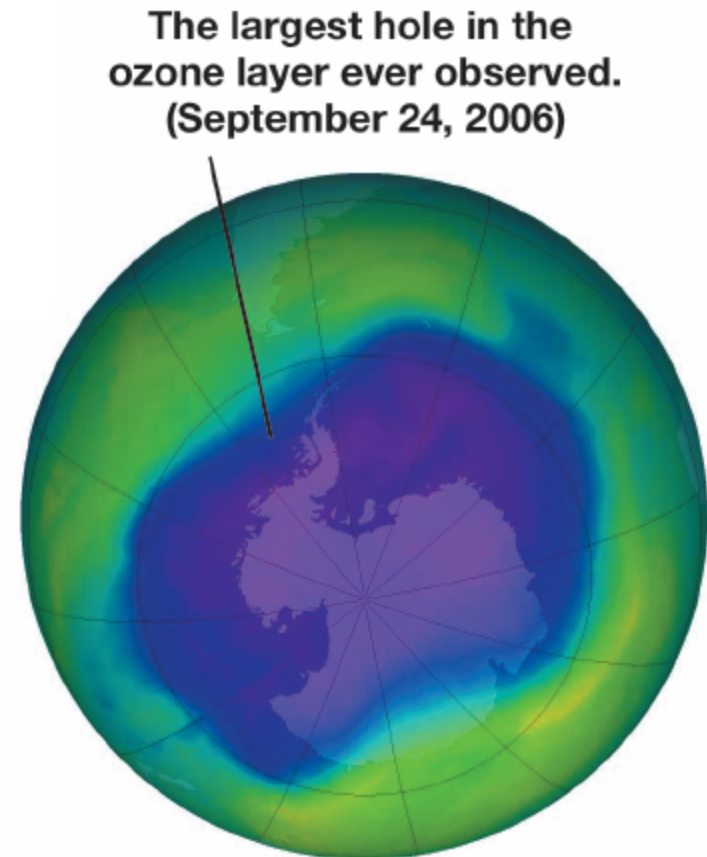 The largest hole in the
ozone layer ever observed.
(September 24, 2006)